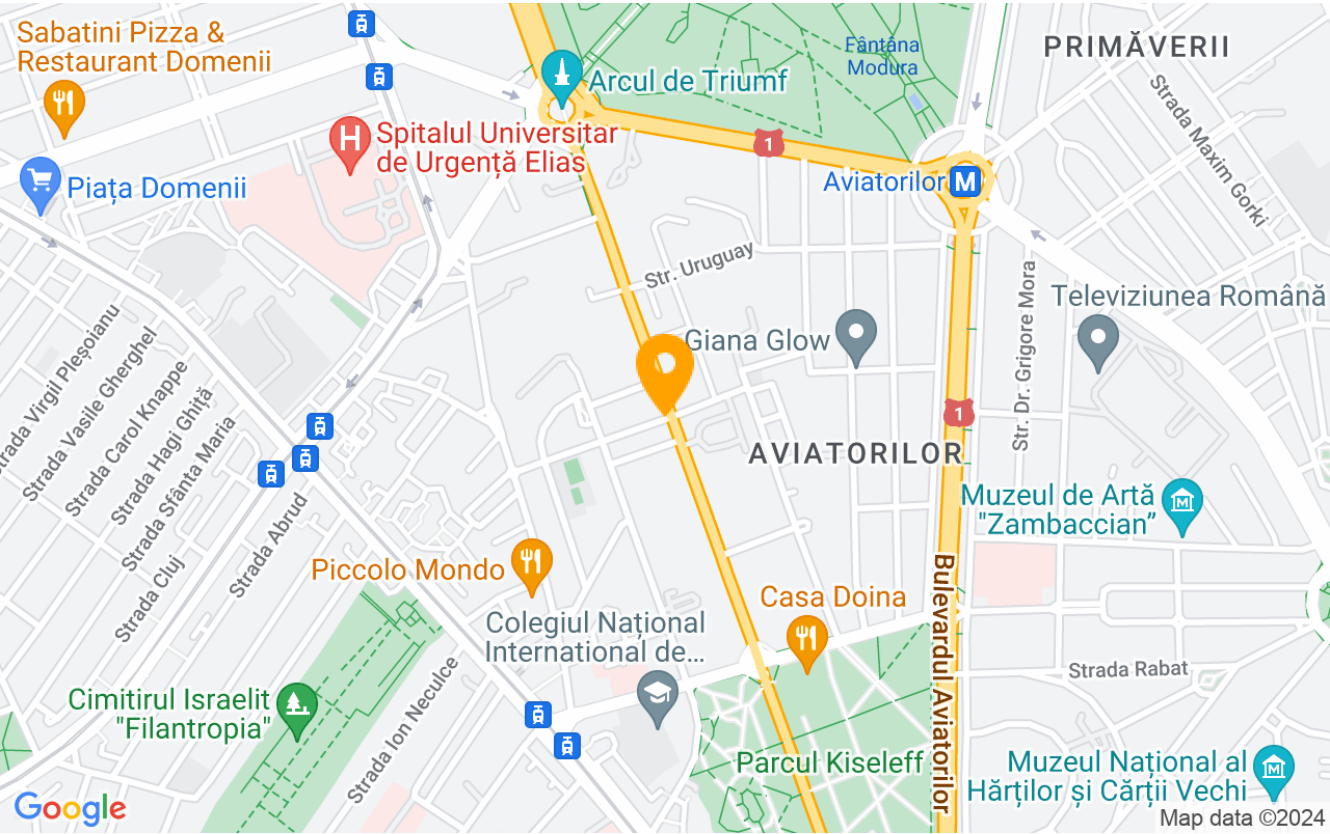 Sabatini Pizza &
Restaurant Domenii
Fântâna
Modura
PRIMĂVERII
Arcul de Triumf
Strada Maxim Gorki
H
Spitalul Universitar
de Urgență Elias
1
Piața Domenii
Aviatorilor M
Str. Uruguay
Str. Dr. Grigore Mora
Televiziunea Română
Strada Virgil Pleșoianu
Strada Vasile Gherghel
Strada Carol Knappe
Strada Hagi Ghiță
Strada Sfânta Maria
Giana Glow
1
AVIATORILOR
Muzeul de Artă
"Zambaccian”
Strada Abrud
Strada Cluj
Piccolo Mondo
Bulevardul Aviatorilor
Casa Doina
Colegiul Național
International de...
Strada Rabat
Cimitirul Israelit
"Filantropia"
Strada Ion Neculce
Parcul Kiseleff
Muzeul Național al
Hărților și Cărții Vechi
Google
Map data ©2024